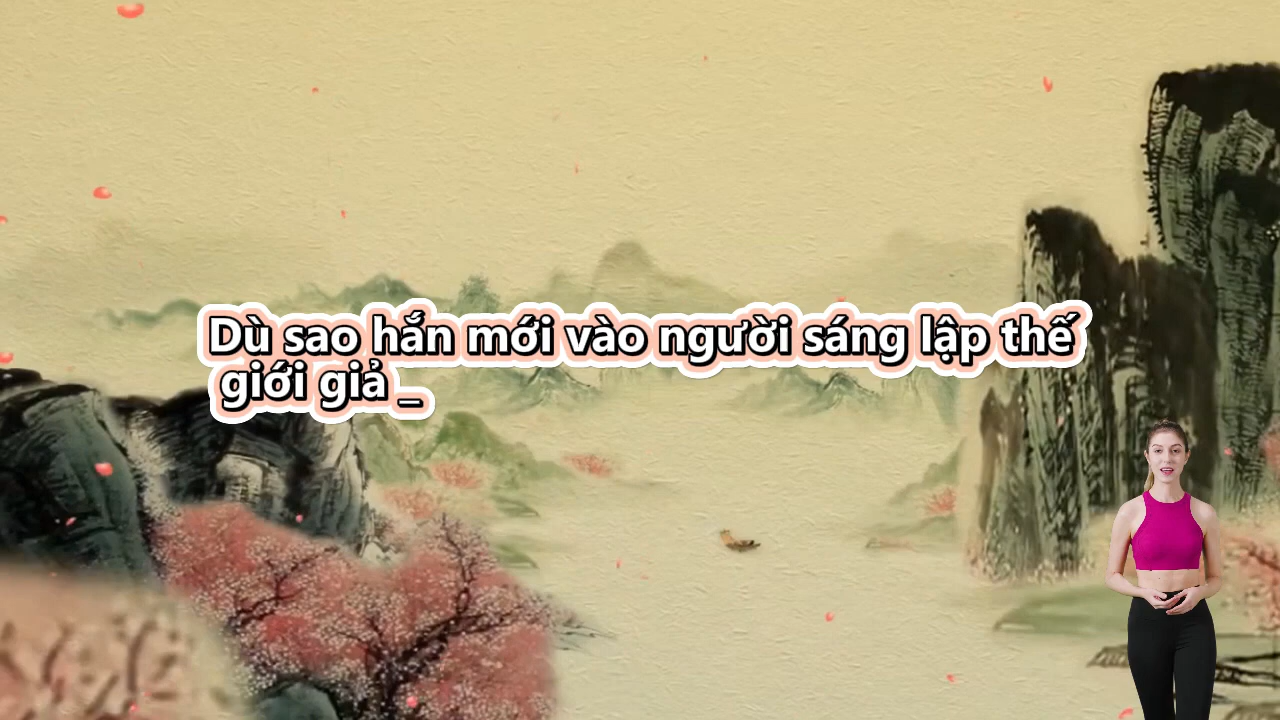 Dù sao hắn mới vào người sáng lập thế
giới giả _